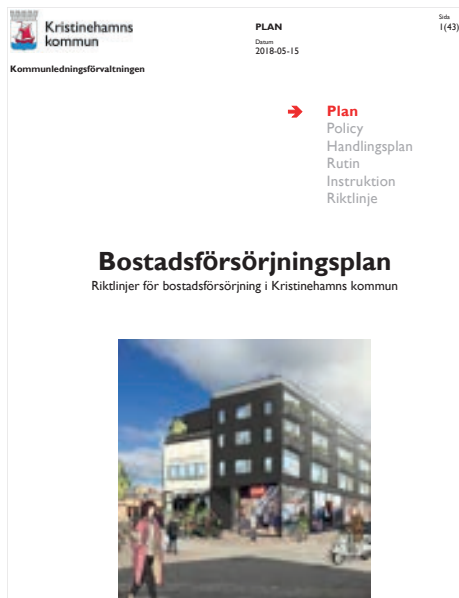 Kristinehamns
kommun
Kommunledningsförvaltningen
PLAN
Datum
2018-05-15
Sida
1(43)
Plan
Policy
Handlingsplan
Rutin
Instruktion
Riktlinje
Bostadsförsörjningsplan
Riktlinjer för bostadsförsörjning i Kristinehamns kommun